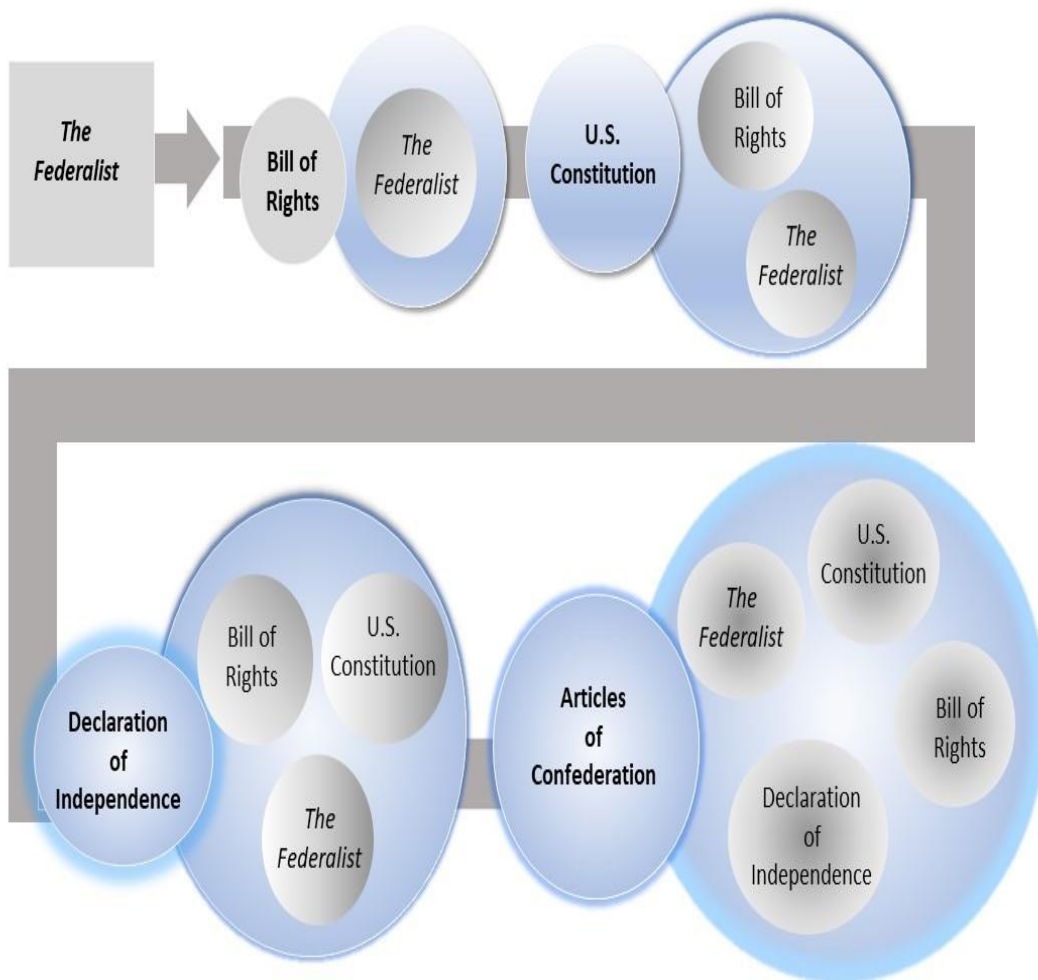 The
Federalist
Bill of
Rights
The
Federalist
U.S.
Constitution
Bill of
Rights
The
Federalist
Declaration
of
Independence
Bill of
Rights
U.S.
Constitution
The
Federalist
Articles
of
Confederation
The
Federalist
U.S.
Constitution
Bill of
Rights
Declaration
of
Independence